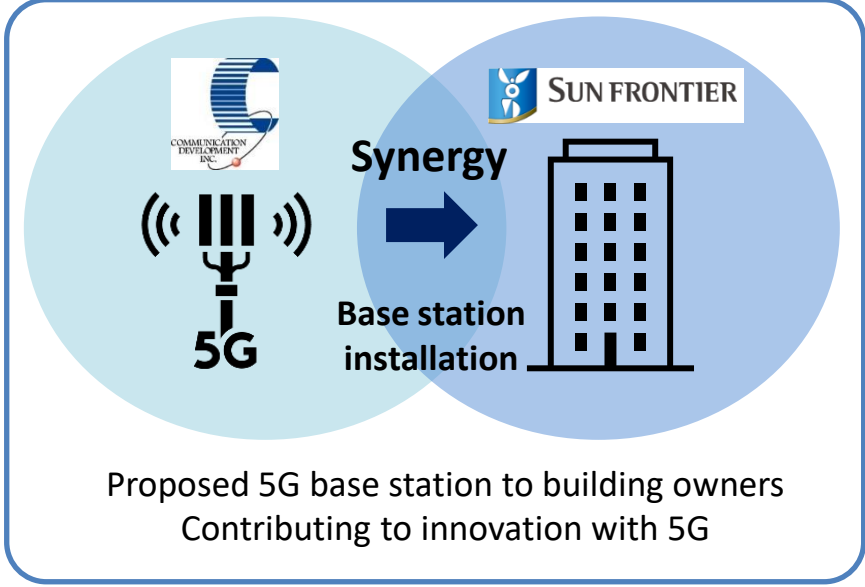 COMMUNICATION
DEVELOPMENT
INC.
SUN FRONTIER
Synergy
Base station
installation
5G
Proposed 5G base station to building owners
Contributing to innovation with 5G